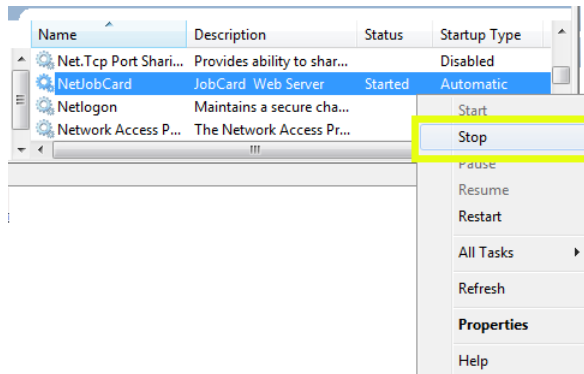 Name Description Status Startup Type
Net.Tcp Port Shari... Provides ability to shar... Disabled
NetJobCard JobCard Web Server Started Automatic
Netlogon Maintains a secure cha...
Network Access P... The Network Access Pr...
Start
Stop
Pause
Resume
Restart
All Tasks
Refresh
Properties
Help